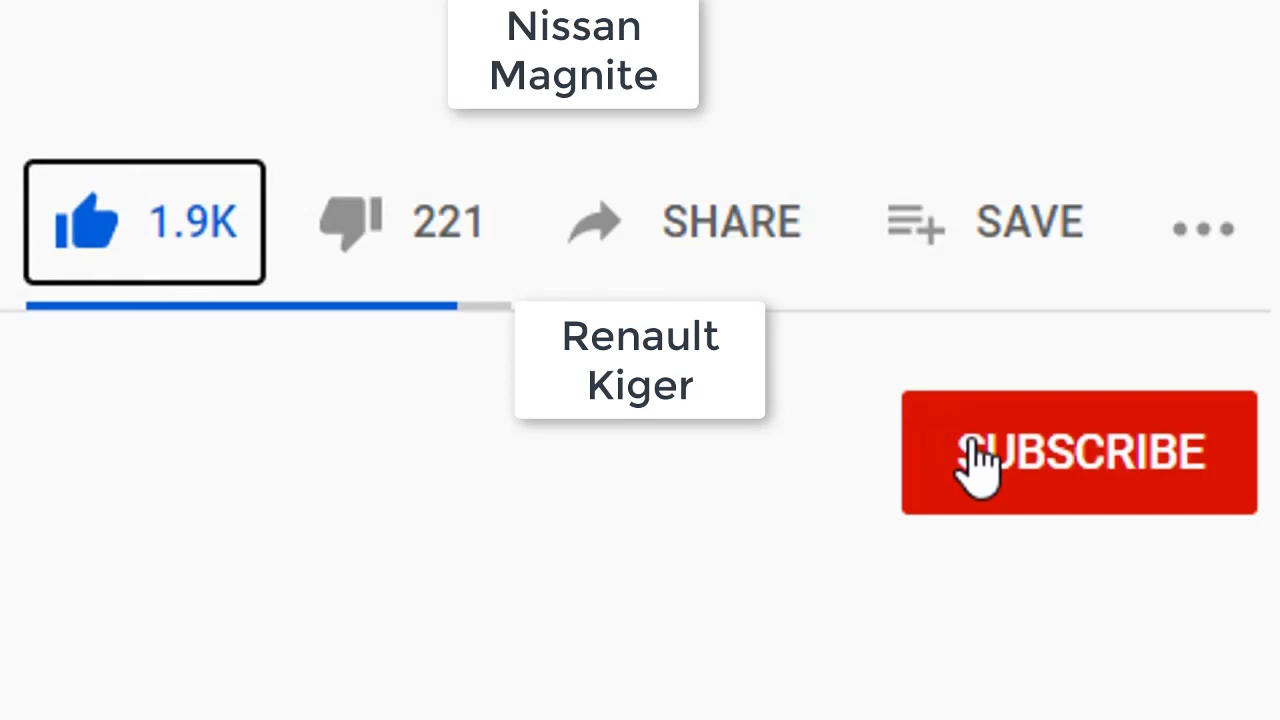 Nissan
Magnite
1.9K 221 SHARE SAVE
Renault
Kiger
SUBSCRIBE